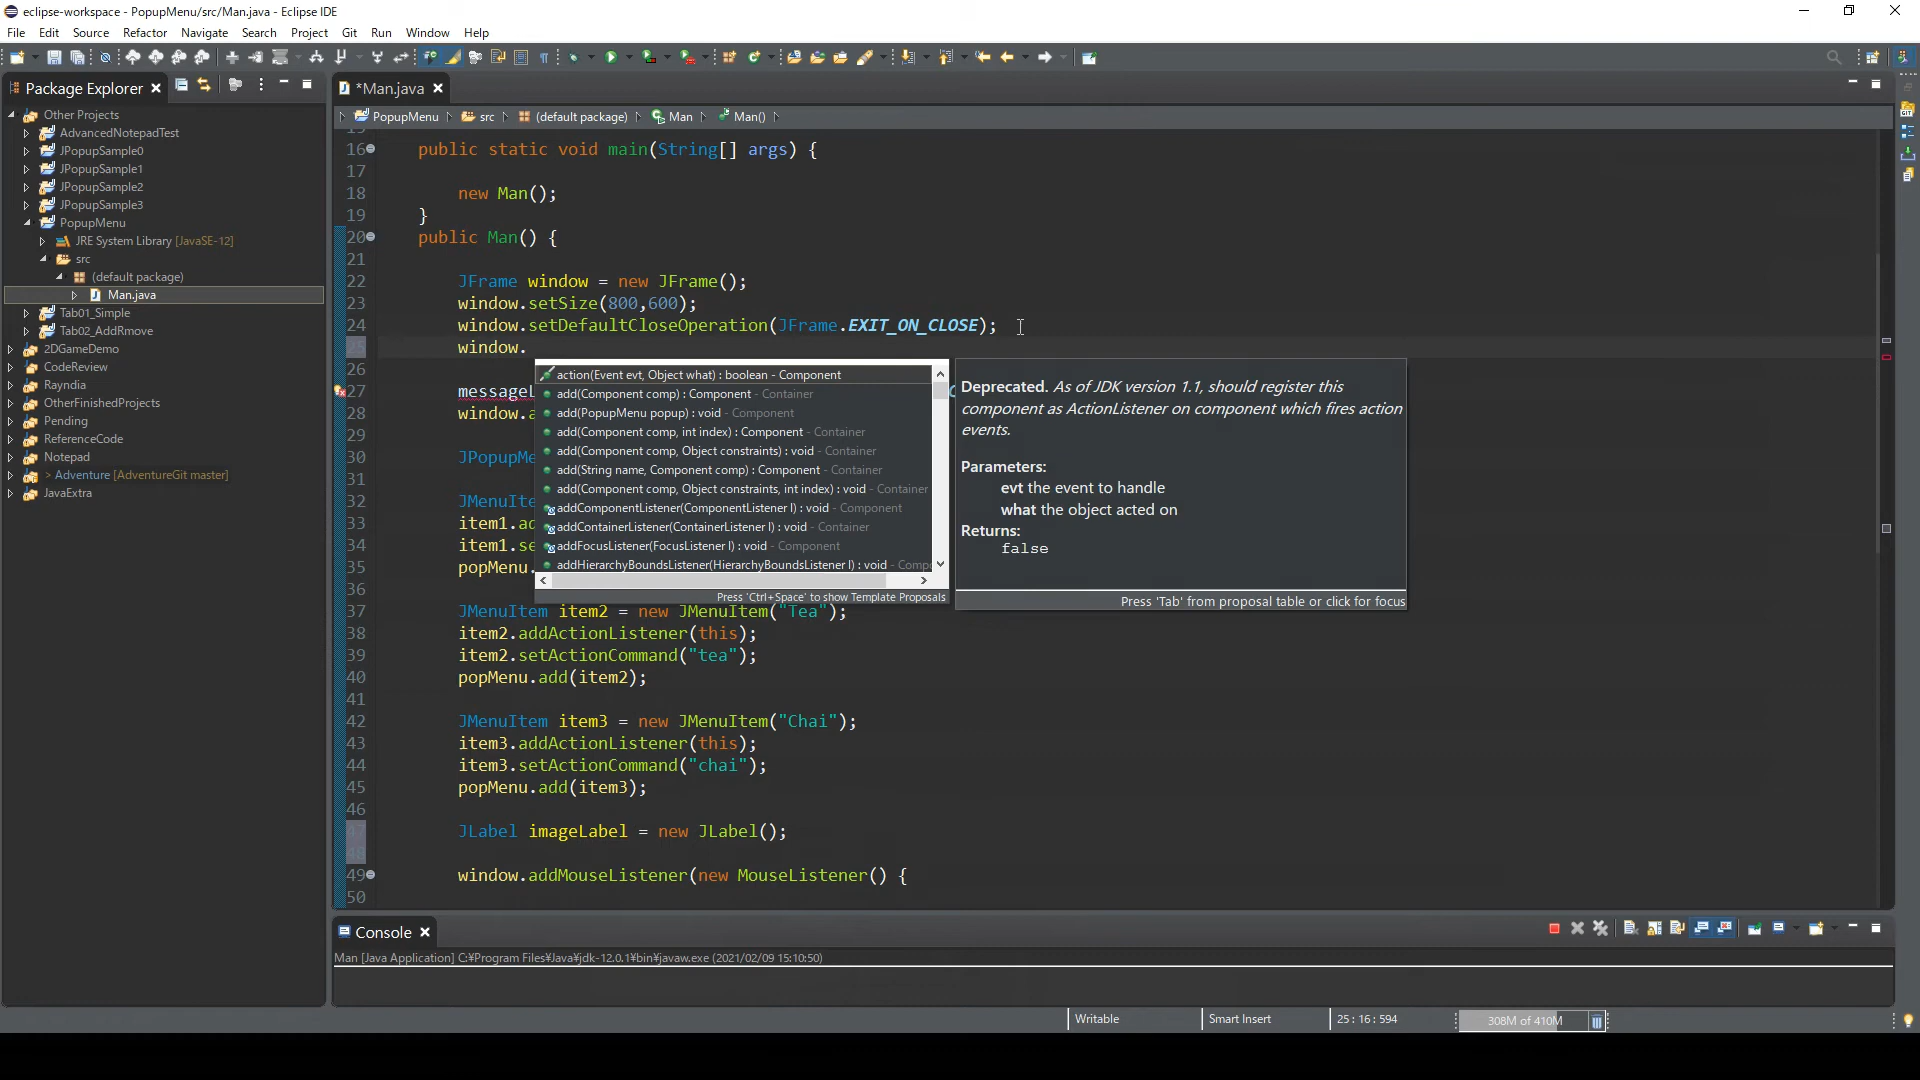 eclipse-workspace - PopupMenu/src/Man.java - Eclipse IDE
File Edit Source Refactor Navigate Search Project Git Run Window Help
Package Explorer
*Man.java
Other Projects
AdvancedNotepadTest
JPopupSample0
JPopupSample1
JPopupSample2
JPopupSample3
PopupMenu
JRE System Library [JavaSE-12]
src
(default package)
Man.java
Tab01_Simple
Tab02_AddRmove
2DGameDemo
CodeReview
Rayndia
OtherFinishedProjects
Pending
ReferenceCode
Notepad
> Adventure [AdventureGit master]
JavaExtra
PopupMenu src (default package) Man Man()
16 public static void main(String[] args) {
17
18 new Man();
19 }
20 public Man() {
21
22 JFrame window = new JFrame();
23 window.setSize(800,600);
24 window.setDefaultCloseOperation(JFrame.EXIT_ON_CLOSE);
25 window.
26
27 messageL
28 window.a
29
30 JPopupMe
31
32 JMenuIte
33 item1.ad
34 item1.se
35 popMenu.
36
37 JMenuItem item2 = new JMenuItem("Tea");
38 item2.addActionListener(this);
39 item2.setActionCommand("tea");
40 popMenu.add(item2);
41
42 JMenuItem item3 = new JMenuItem("Chai");
43 item3.addActionListener(this);
44 item3.setActionCommand("chai");
45 popMenu.add(item3);
46
47 JLabel imageLabel = new JLabel();
48
49 window.addMouseListener(new MouseListener() {
50
action(Event evt, Object what) : boolean - Component
add(Component comp) : Component - Container
add(PopupMenu popup) : void - Component
add(Component comp, int index) : Component - Container
add(Component comp, Object constraints) : void - Container
add(String name, Component comp) : Component - Container
add(Component comp, Object constraints, int index) : void - Container
addComponentListener(ComponentListener l) : void - Component
addContainerListener(ContainerListener l) : void - Container
addFocusListener(FocusListener l) : void - Component
addHierarchyBoundsListener(HierarchyBoundsListener l) : void - Comp
Press 'Ctrl+Space' to show Template Proposals
Deprecated. As of JDK version 1.1, should register this
component as ActionListener on component which fires action
events.
Parameters:
evt the event to handle
what the object acted on
Returns:
false
Press 'Tab' from proposal table or click for focus
Console
Man [Java Application] C:¥Program Files¥Java¥jdk-12.0.1¥bin¥javaw.exe (2021/02/09 15:10:50)
Writable Smart Insert 25 : 16 : 594 308M of 410M